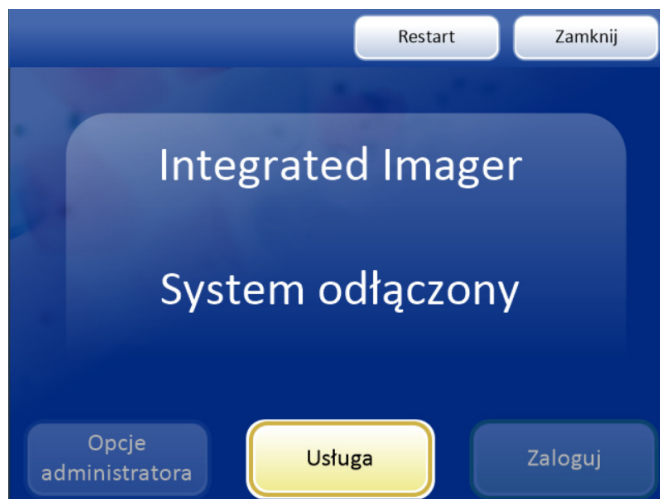 Restart
Zamknij
Integrated Imager
System odłączony
Opcje
administratora
Usługa
Zaloguj